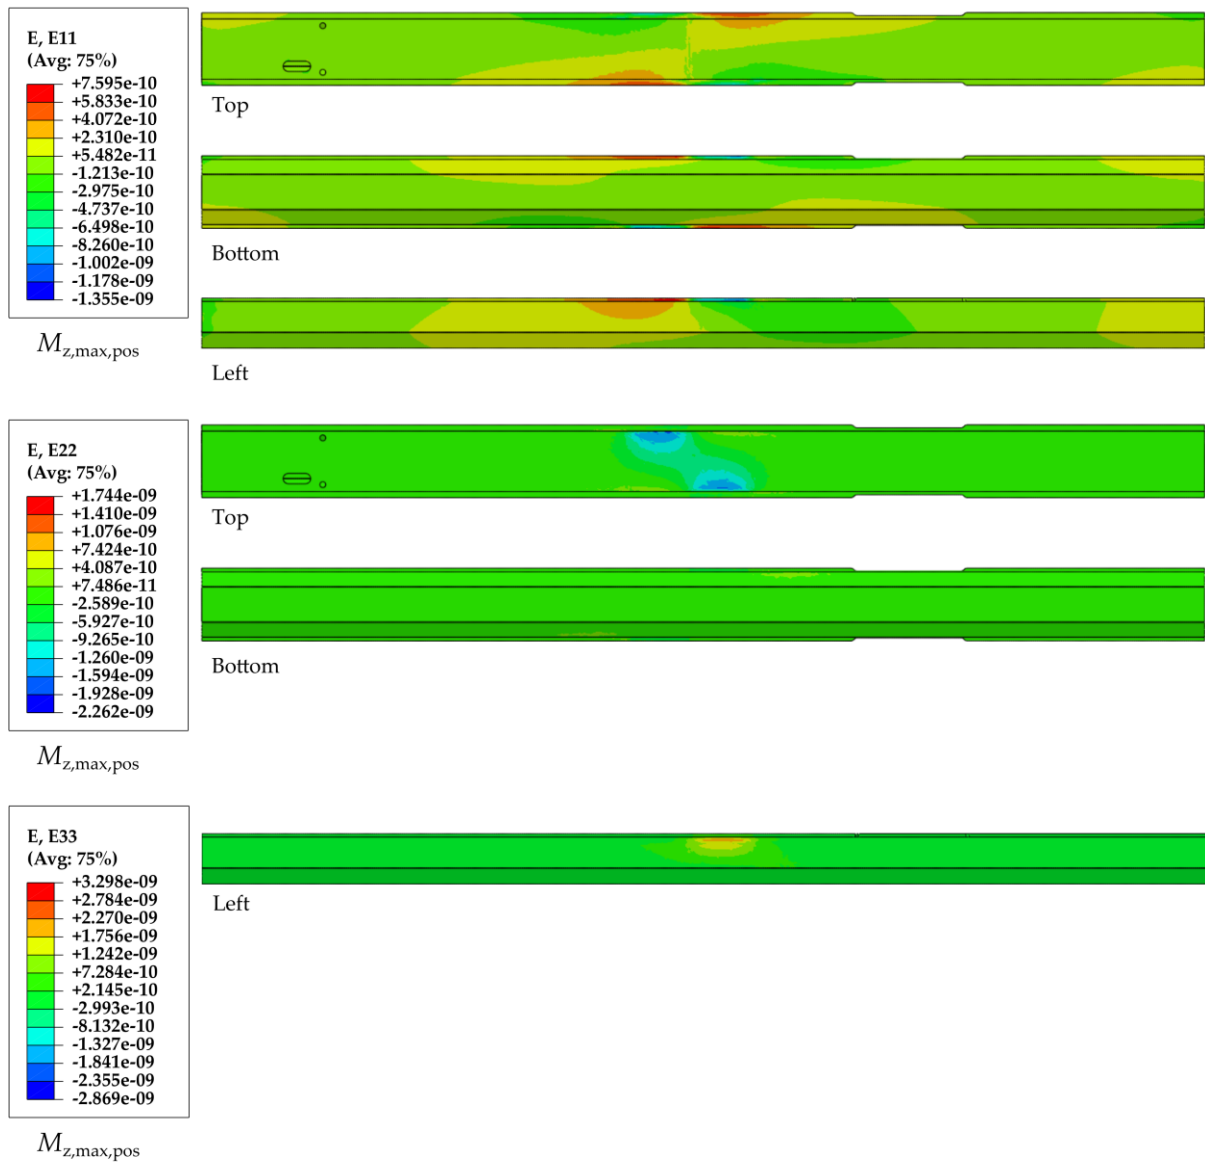 E, E11
(Avg: 75%)
+7.595e-10
+5.833e-10
+4.072e-10
+2.310e-10
+5.482e-11
-1.213e-10
-2.975e-10
-4.737e-10
-6.498e-10
-8.260e-10
-1.002e-09
-1.178e-09
-1.355e-09
Mz,max,pos
Top
Bottom
Left
E, E22
(Avg: 75%)
+1.744e-09
+1.410e-09
+1.076e-09
+7.424e-10
+4.087e-10
+7.486e-11
-2.589e-10
-5.927e-10
-9.265e-10
-1.260e-09
-1.594e-09
-1.928e-09
-2.262e-09
Mz,max,pos
Top
Bottom
E, E33
(Avg: 75%)
+3.298e-09
+2.784e-09
+2.270e-09
+1.756e-09
+1.242e-09
+7.284e-10
+2.145e-10
-2.993e-10
-8.132e-10
-1.327e-09
-1.841e-09
-2.355e-09
-2.869e-09
Mz,max,pos
Left